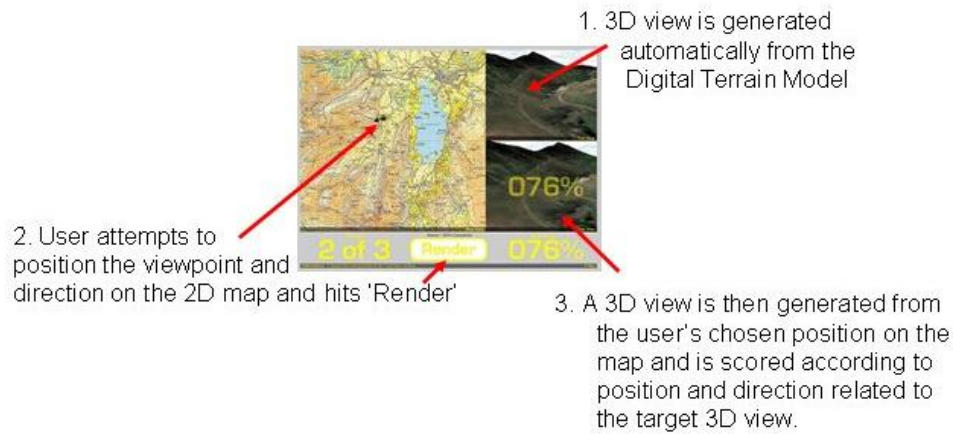 1. 3D view is generated
automatically from the
Digital Terrain Model
076%
2 of 3
Render
076%
2. User attempts to
position the viewpoint and
direction on the 2D map and hits 'Render'
3. A 3D view is then generated from
the user's chosen position on the
map and is scored according to
position and direction related to
the target 3D view.